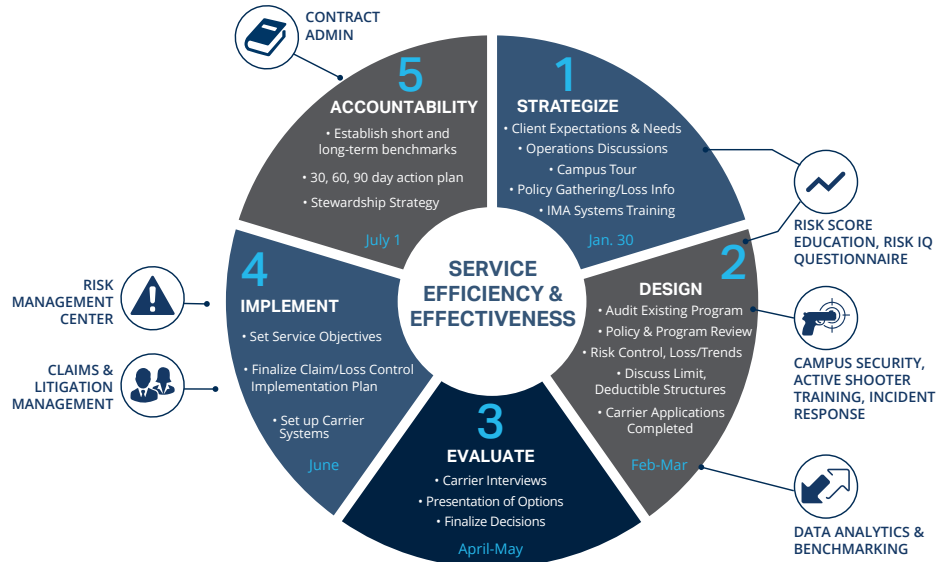 CONTRACT
ADMIN
5
ACCOUNTABILITY
• Establish short and
long-term benchmarks
• 30, 60, 90 day action plan
• Stewardship Strategy
July 1
1
STRATEGIZE
• Client Expectations & Needs
• Operations Discussions
• Campus Tour
• Policy Gathering/Loss Info
• IMA Systems Training
Jan. 30
RISK SCORE
EDUCATION, RISK IQ
QUESTIONNAIRE
2
DESIGN
• Audit Existing Program
• Policy & Program Review
• Risk Control, Loss/Trends
• Discuss Limit,
Deductible Structures
• Carrier Applications
Completed
Feb-Mar
CAMPUS SECURITY,
ACTIVE SHOOTER
TRAINING, INCIDENT
RESPONSE
DATA ANALYTICS &
BENCHMARKING
SERVICE
EFFICIENCY &
EFFECTIVENESS
3
EVALUATE
• Carrier Interviews
• Presentation of Options
• Finalize Decisions
April-May
4
IMPLEMENT
• Set Service Objectives
• Finalize Claim/Loss Control
Implementation Plan
• Set up Carrier
Systems
June
RISK
MANAGEMENT
CENTER
CLAIMS &
LITIGATION
MANAGEMENT